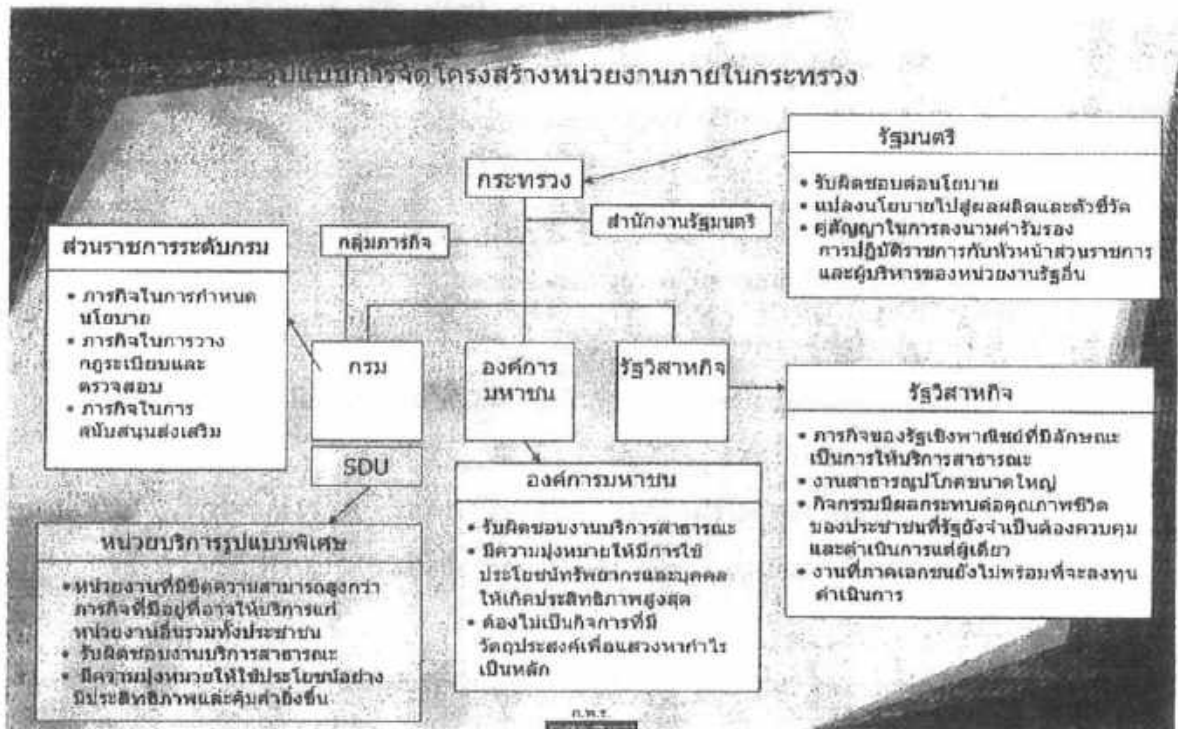 รูปแบบการจัดโครงสร้างหน่วยงานภายในกระทรวง
กระทรวง
สำนักงานรัฐมนตรี
กลุ่มภารกิจ
รัฐมนตรี
• รับผิดชอบต่อนโยบาย
• แปลงนโยบายไปสู่ผลผลิตและตัวชี้วัด
• คู่สัญญาในการลงนามคำรับรอง
การปฏิบัติราชการกับหัวหน้าส่วนราชการ
และผู้บริหารของหน่วยงานรัฐอื่น
ส่วนราชการระดับกรม
• ภารกิจในการกำหนด
นโยบาย
• ภารกิจในการวาง
กฎระเบียบและ
ตรวจสอบ
• ภารกิจในการ
สนับสนุนส่งเสริม
กรม
องค์การ
มหาชน
รัฐวิสาหกิจ
SDU
รัฐวิสาหกิจ
• ภารกิจของรัฐเชิงพาณิชย์ที่มีลักษณะ
เป็นการให้บริการสาธารณะ
• งานสาธารณูปโภคขนาดใหญ่
• กิจกรรมมีผลกระทบต่อคุณภาพชีวิต
ของประชาชนที่รัฐยังจำเป็นต้องควบคุม
และดำเนินการแต่ผู้เดียว
• งานที่ภาคเอกชนยังไม่พร้อมที่จะลงทุน
ดำเนินการ
องค์การมหาชน
• รับผิดชอบงานบริการสาธารณะ
• มีความมุ่งหมายให้มีการใช้
ประโยชน์ทรัพยากรและบุคคล
ให้เกิดประสิทธิภาพสูงสุด
• ต้องไม่เป็นกิจการที่มี
วัตถุประสงค์เพื่อแสวงหากำไร
เป็นหลัก
หน่วยบริการรูปแบบพิเศษ
• หน่วยงานที่มีขีดความสามารถสูงกว่า
ภารกิจที่มีอยู่ที่อาจให้บริการแก่
หน่วยงานอื่นรวมทั้งประชาชน
• รับผิดชอบงานบริการสาธารณะ
• มีความมุ่งหมายให้ใช้ประโยชน์อย่าง
มีประสิทธิภาพและคุ้มค่ายิ่งขึ้น
ก.พ.ร.